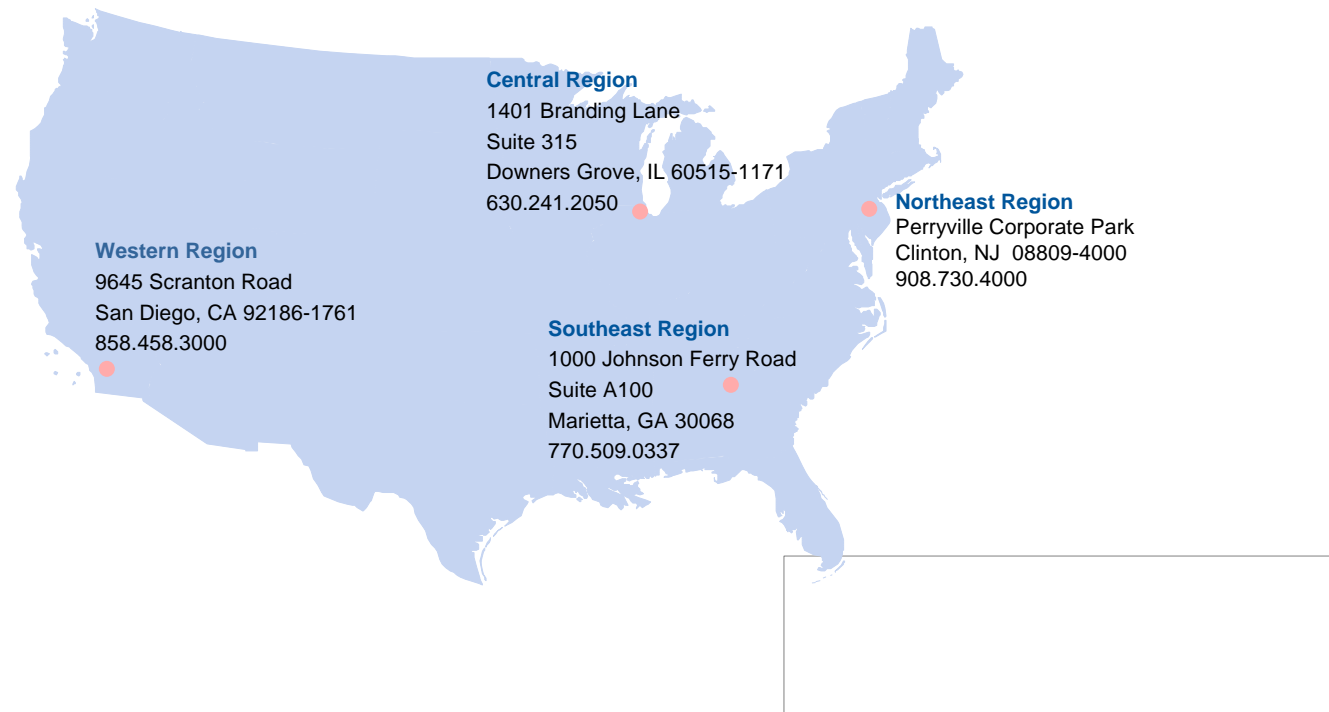 Central Region
1401 Branding Lane
Suite 315
Downers Grove, IL 60515-1171
630.241.2050
Northeast Region
Perryville Corporate Park
Clinton, NJ  08809-4000
908.730.4000
Western Region
9645 Scranton Road
San Diego, CA 92186-1761
858.458.3000
Southeast Region
1000 Johnson Ferry Road
Suite A100
Marietta, GA 30068
770.509.0337